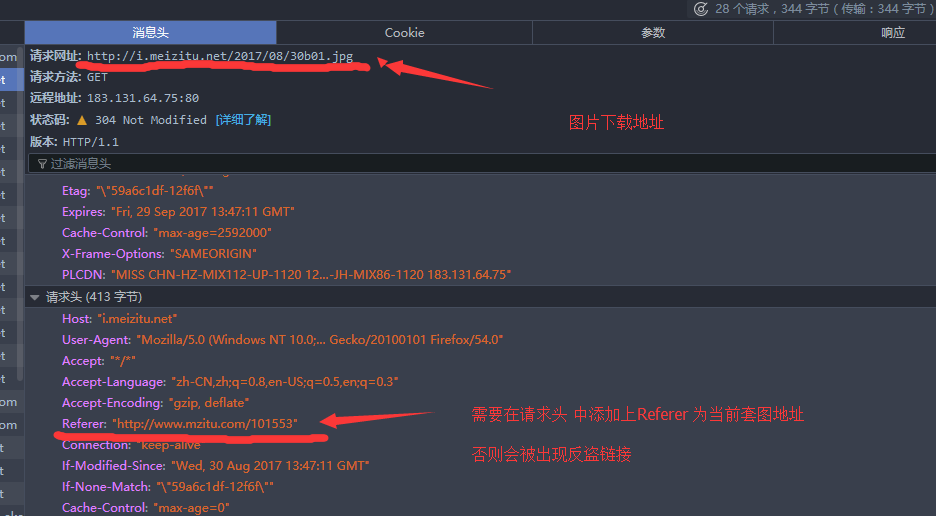 28 个请求，344 字节（传输：344 字节）
消息头 Cookie 参数 响应
请求网址: http://i.meizitu.net/2017/08/30b01.jpg
请求方法: GET
远程地址: 183.131.64.75:80
图片下载地址
状态码: 304 Not Modified [详细了解]
版本: HTTP/1.1
过滤消息头
Etag: "\"59a6c1df-12f6f\""
Expires: "Fri, 29 Sep 2017 13:47:11 GMT"
Cache-Control: "max-age=2592000"
X-Frame-Options: "SAMEORIGIN"
PLCDN: "MISS CHN-HZ-MIX112-UP-1120 12...-JH-MIX86-1120 183.131.64.75"
请求头 (413 字节)
Host: "i.meizitu.net"
User-Agent: "Mozilla/5.0 (Windows NT 10.0;... Gecko/20100101 Firefox/54.0"
Accept: "*/*"
Accept-Language: "zh-CN,zh;q=0.8,en-US;q=0.5,en;q=0.3"
Accept-Encoding: "gzip, deflate"
Referer: "http://www.mzitu.com/101553"
需要在请求头 中添加上Referer 为当前套图地址
Connection: "keep-alive"
否则会被出现反盗链接
If-Modified-Since: "Wed, 30 Aug 2017 13:47:11 GMT"
If-None-Match: "\"59a6c1df-12f6f\""
Cache-Control: "max-age=0"